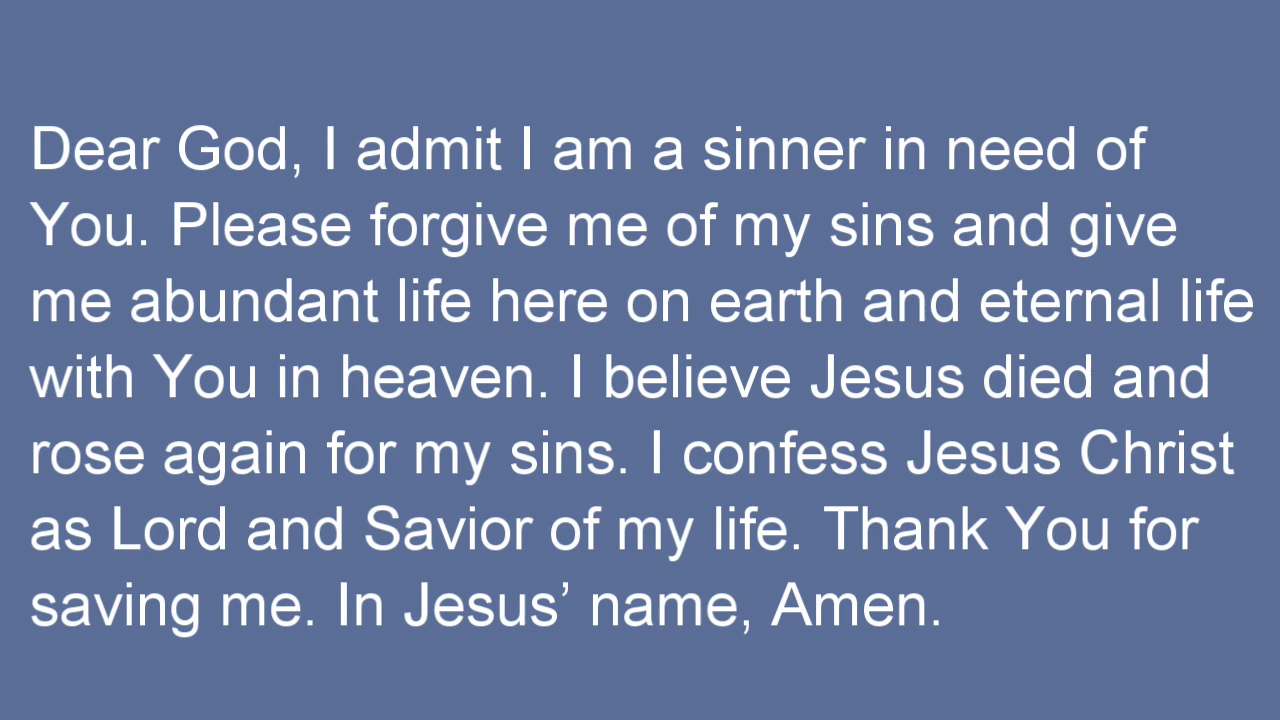 Dear God, I admit I am a sinner in need of
You. Please forgive me of my sins and give
me abundant life here on earth and eternal life
with You in heaven. I believe Jesus died and
rose again for my sins. I confess Jesus Christ
as Lord and Savior of my life. Thank You for
saving me. In Jesus’ name, Amen.